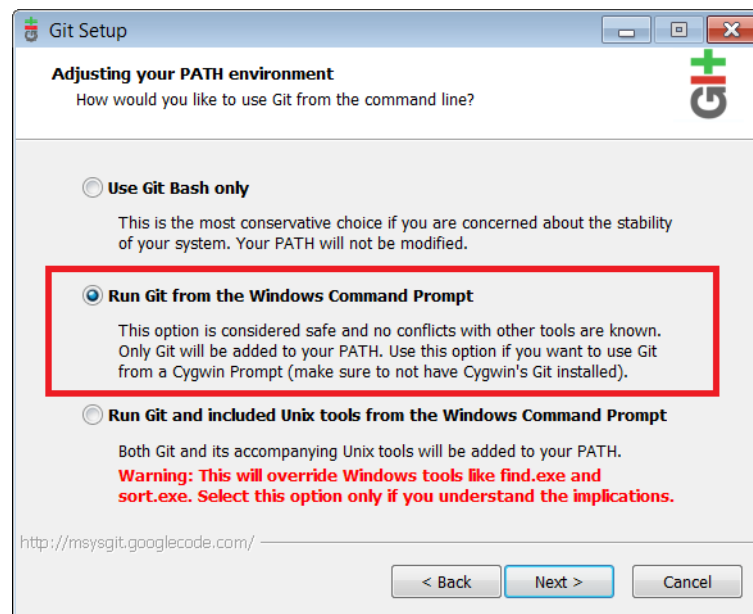 Git Setup
Adjusting your PATH environment
How would you like to use Git from the command line?
Git
Use Git Bash only
This is the most conservative choice if you are concerned about the stability
of your system. Your PATH will not be modified.
Run Git from the Windows Command Prompt
This option is considered safe and no conflicts with other tools are known.
Only Git will be added to your PATH. Use this option if you want to use Git
from a Cygwin Prompt (make sure to not have Cygwin's Git installed).
Run Git and included Unix tools from the Windows Command Prompt
Both Git and its accompanying Unix tools will be added to your PATH.
Warning: This will override Windows tools like find.exe and
sort.exe. Select this option only if you understand the implications.
http://msysgit.googlecode.com/
< Back Next > Cancel